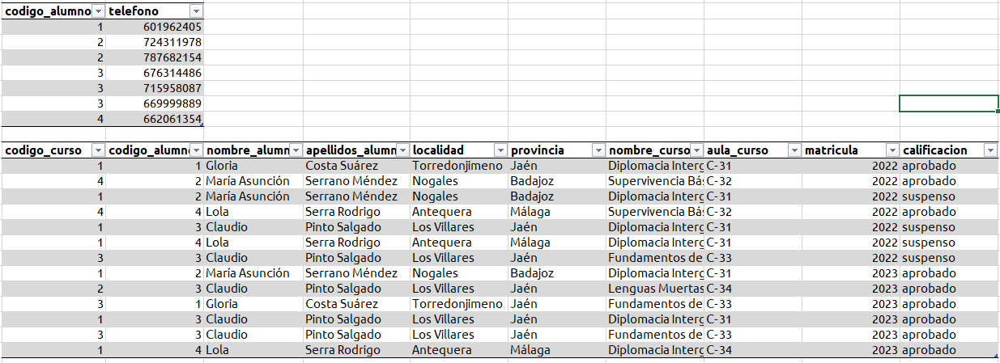 codigo_alumno telefono
1 601962405
2 724311978
2 787682154
3 676314486
3 715958087
3 669999889
4 662061354
codigo_curso codigo_alumno nombre_alumn apellidos_alumn localidad provincia nombre_curso aula_curso matricula calificacion
1 1 Gloria Costa Suárez Torredonjimeno Jaén Diplomacia Interg C-31 2022 aprobado
4 2 María Asunción Serrano Méndez Nogales Badajoz Supervivencia Bás C-32 2022 aprobado
1 2 María Asunción Serrano Méndez Nogales Badajoz Diplomacia Interg C-31 2022 suspenso
4 4 Lola Serra Rodrigo Antequera Málaga Supervivencia Bás C-32 2022 aprobado
1 3 Claudio Pinto Salgado Los Villares Jaén Diplomacia Interg C-31 2022 suspenso
1 4 Lola Serra Rodrigo Antequera Málaga Diplomacia Interg C-31 2022 suspenso
3 3 Claudio Pinto Salgado Los Villares Jaén Fundamentos de C-33 2022 suspenso
1 2 María Asunción Serrano Méndez Nogales Badajoz Diplomacia Interg C-31 2023 aprobado
2 3 Claudio Pinto Salgado Los Villares Jaén Lenguas Muertas C-34 2023 aprobado
3 1 Gloria Costa Suárez Torredonjimeno Jaén Fundamentos de C-33 2023 aprobado
1 3 Claudio Pinto Salgado Los Villares Jaén Diplomacia Interg C-31 2023 aprobado
3 3 Claudio Pinto Salgado Los Villares Jaén Fundamentos de C-33 2023 aprobado
1 4 Lola Serra Rodrigo Antequera Málaga Diplomacia Interg C-34 2023 aprobado